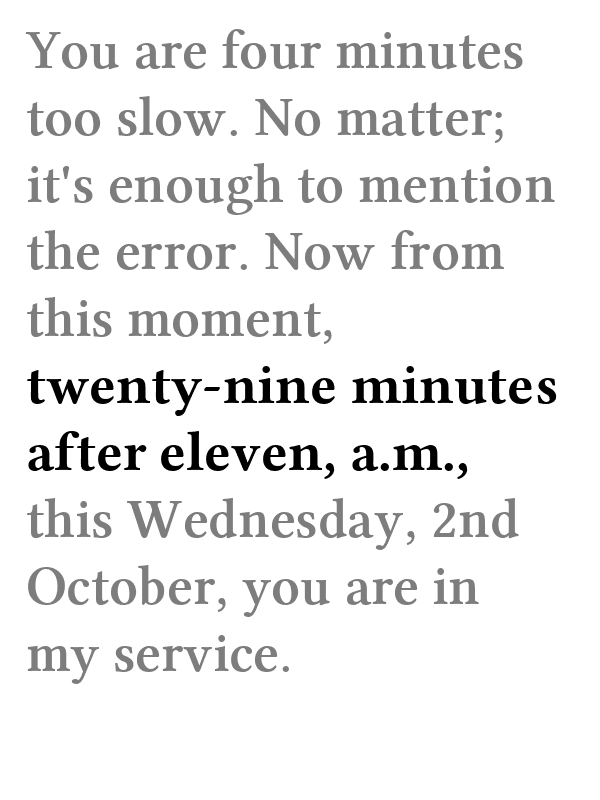 You are four minutes
too slow. No matter;
it's enough to mention
the error. Now from
this moment,
twenty-nine minutes
after eleven, a.m.,
this Wednesday, 2nd
October, you are in
my service.